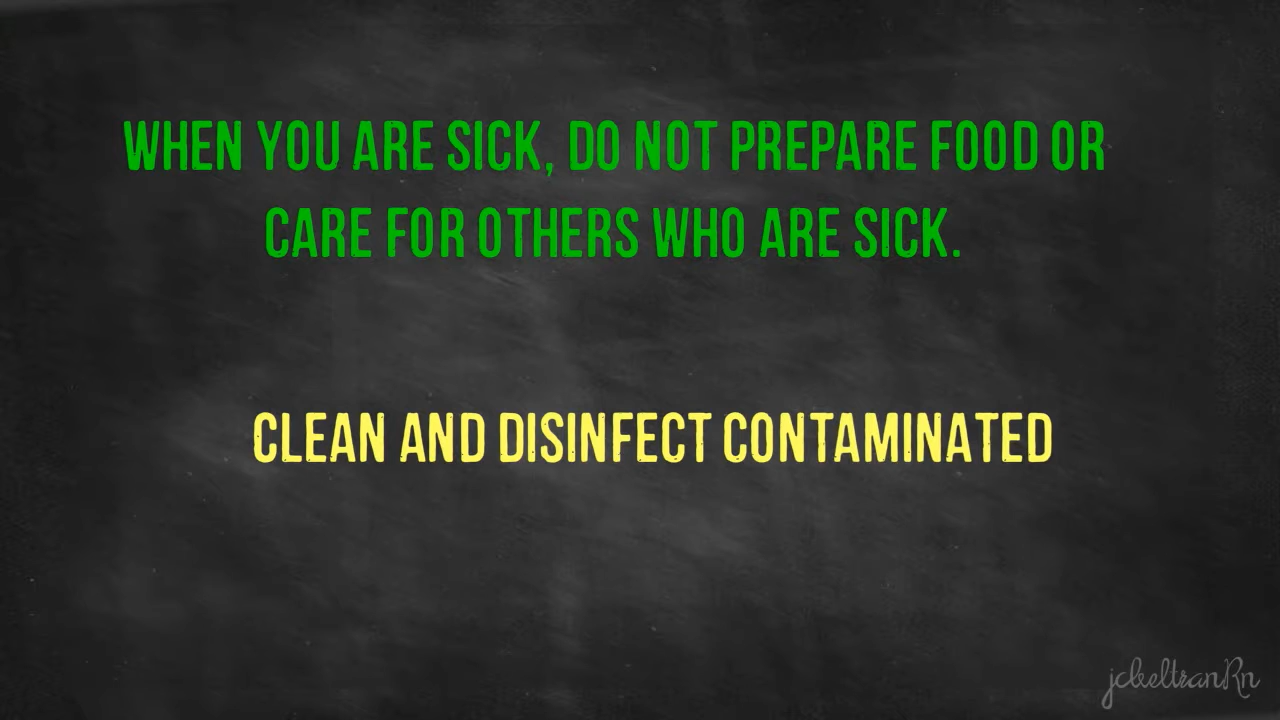 WHEN YOU ARE SICK, DO NOT PREPARE FOOD OR
CARE FOR OTHERS WHO ARE SICK.
CLEAN AND DISINFECT CONTAMINATED
jcbeltranRn